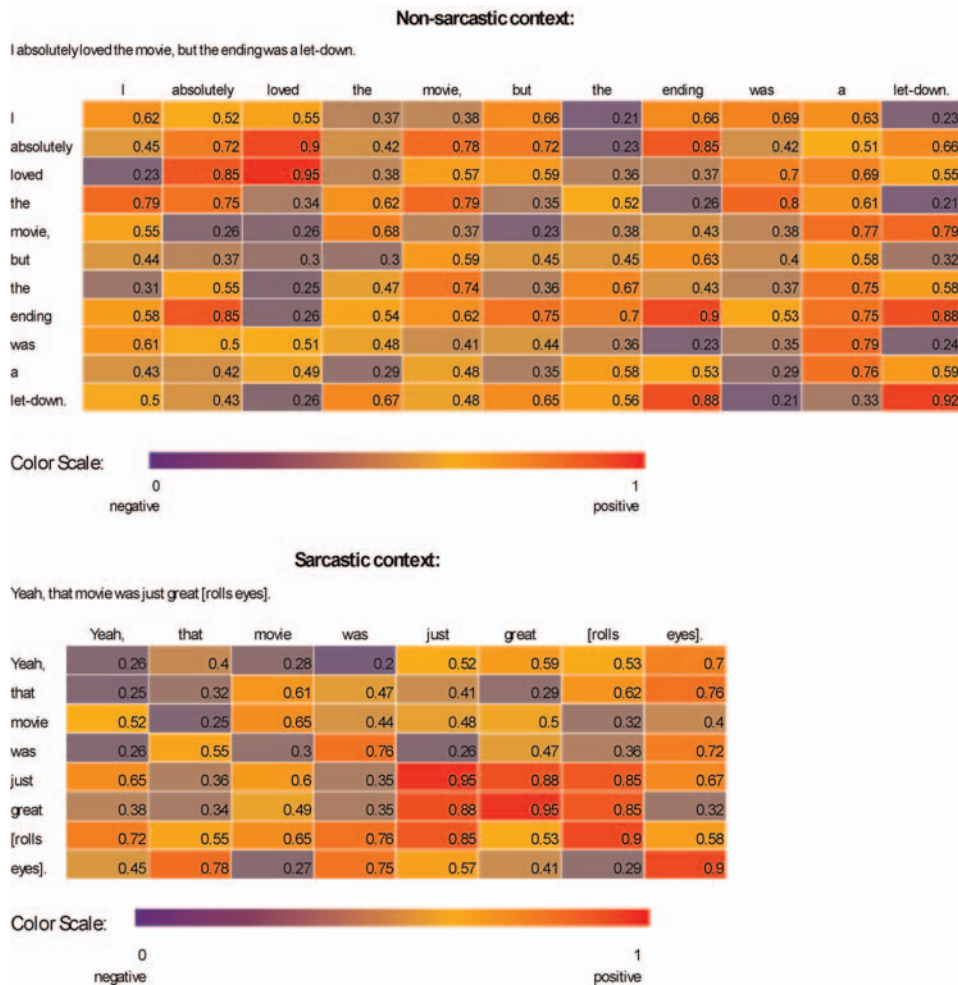 Non-sarcastic context:
I absolutely loved the movie, but the ending was a let-down.
I absolutely loved the movie, but the ending was a let-down.
I 0.62 0.52 0.55 0.37 0.38 0.66 0.21 0.66 0.69 0.63 0.23
absolutely 0.45 0.72 0.9 0.42 0.78 0.72 0.23 0.85 0.42 0.51 0.66
loved 0.23 0.85 0.95 0.38 0.57 0.59 0.36 0.37 0.7 0.69 0.55
the 0.79 0.75 0.34 0.62 0.79 0.35 0.52 0.26 0.8 0.61 0.21
movie, 0.55 0.26 0.26 0.68 0.37 0.23 0.38 0.43 0.38 0.77 0.79
but 0.44 0.37 0.3 0.3 0.59 0.45 0.45 0.63 0.4 0.58 0.32
the 0.31 0.55 0.25 0.47 0.74 0.36 0.67 0.43 0.37 0.75 0.58
ending 0.58 0.85 0.26 0.54 0.62 0.75 0.7 0.9 0.53 0.75 0.88
was 0.61 0.5 0.51 0.48 0.41 0.44 0.36 0.23 0.35 0.79 0.24
a 0.43 0.42 0.49 0.29 0.48 0.35 0.58 0.53 0.29 0.76 0.59
let-down. 0.5 0.43 0.26 0.67 0.48 0.65 0.56 0.88 0.21 0.33 0.92
Color Scale:
0 1
negative positive
Sarcastic context:
Yeah, that movie was just great [rolls eyes].
Yeah, that movie was just great [rolls eyes].
Yeah, 0.26 0.4 0.28 0.2 0.52 0.59 0.53 0.7
that 0.25 0.32 0.61 0.47 0.41 0.29 0.62 0.76
movie 0.52 0.25 0.65 0.44 0.48 0.5 0.32 0.4
was 0.26 0.55 0.3 0.76 0.26 0.47 0.36 0.72
just 0.65 0.36 0.6 0.35 0.95 0.88 0.85 0.67
great 0.38 0.34 0.49 0.35 0.88 0.95 0.85 0.32
[rolls 0.72 0.55 0.65 0.76 0.85 0.53 0.9 0.58
eyes]. 0.45 0.78 0.27 0.75 0.57 0.41 0.29 0.9
Color Scale:
0 1
negative positive